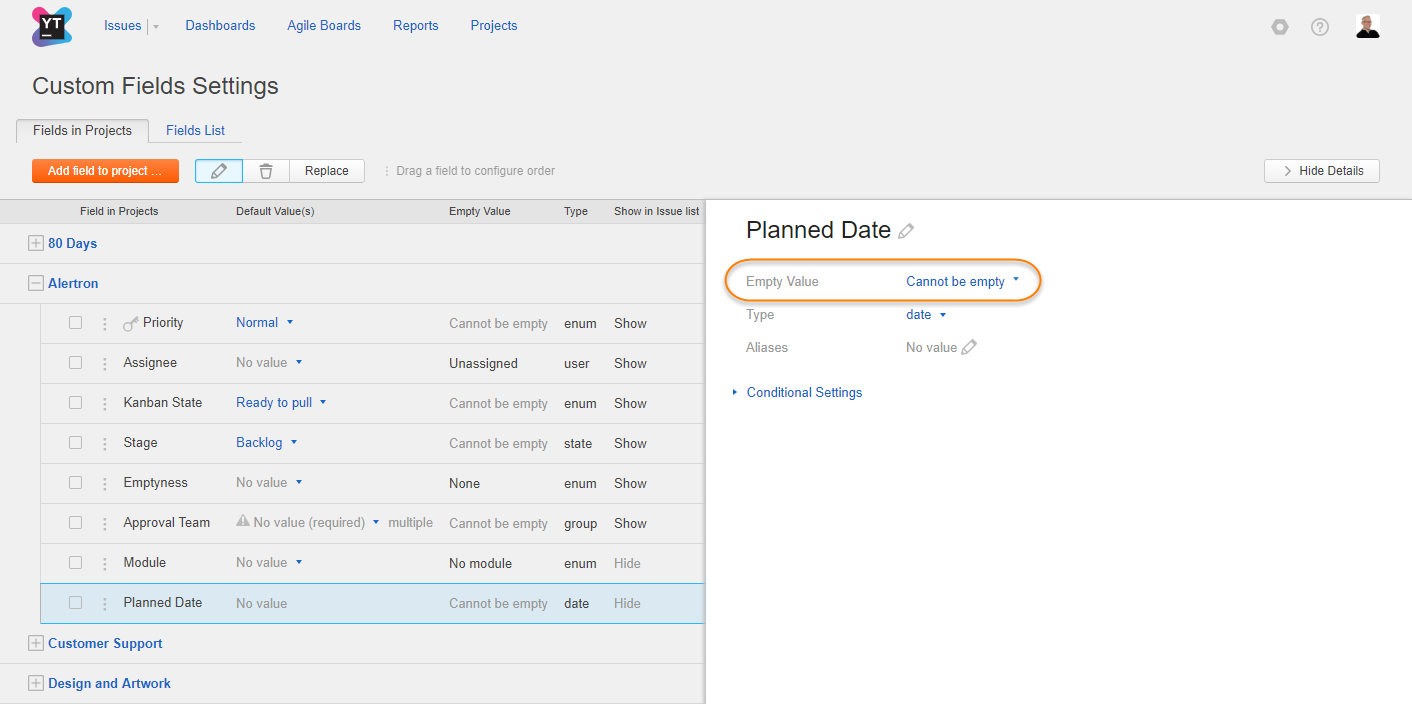 YT
Issues Dashboards Agile Boards Reports Projects
Custom Fields Settings
Fields in Projects Fields List
Add field to project ... Replace Drag a field to configure order Hide Details
Field in Projects Default Value(s) Empty Value Type Show in Issue list
80 Days
Alertron
Priority Normal Cannot be empty enum Show
Assignee No value Unassigned user Show
Kanban State Ready to pull Cannot be empty enum Show
Stage Backlog Cannot be empty state Show
Emptyness No value None enum Show
Approval Team No value (required) multiple Cannot be empty group Show
Module No value No module enum Hide
Planned Date No value Cannot be empty date Hide
Customer Support
Design and Artwork
Planned Date
Empty Value Cannot be empty
Type date
Aliases No value
Conditional Settings